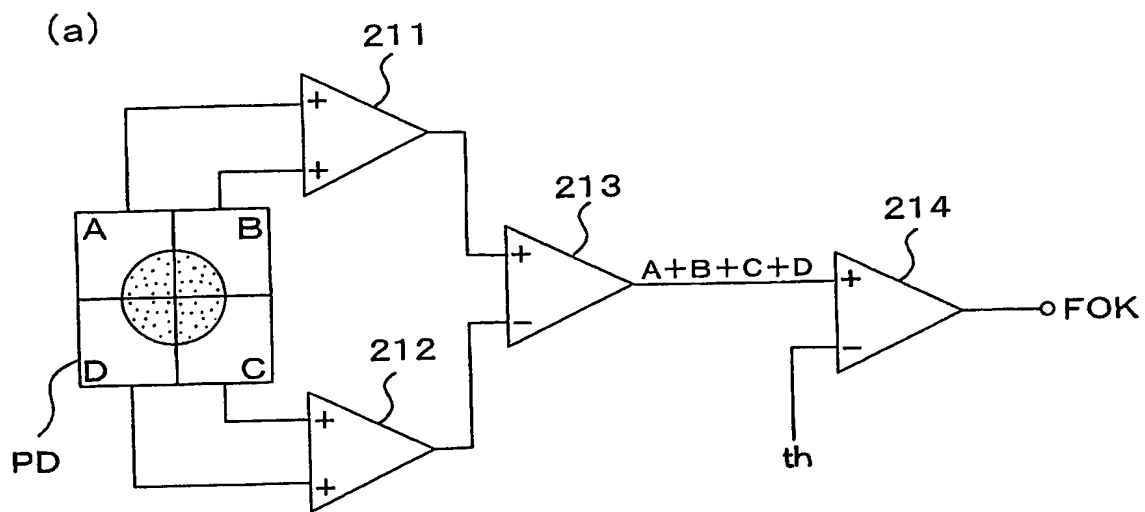 (a)
211
+
+
A B
213
214
+
A+B+C+D
+
FOK
−
−
D C
212
+
+
PD
th